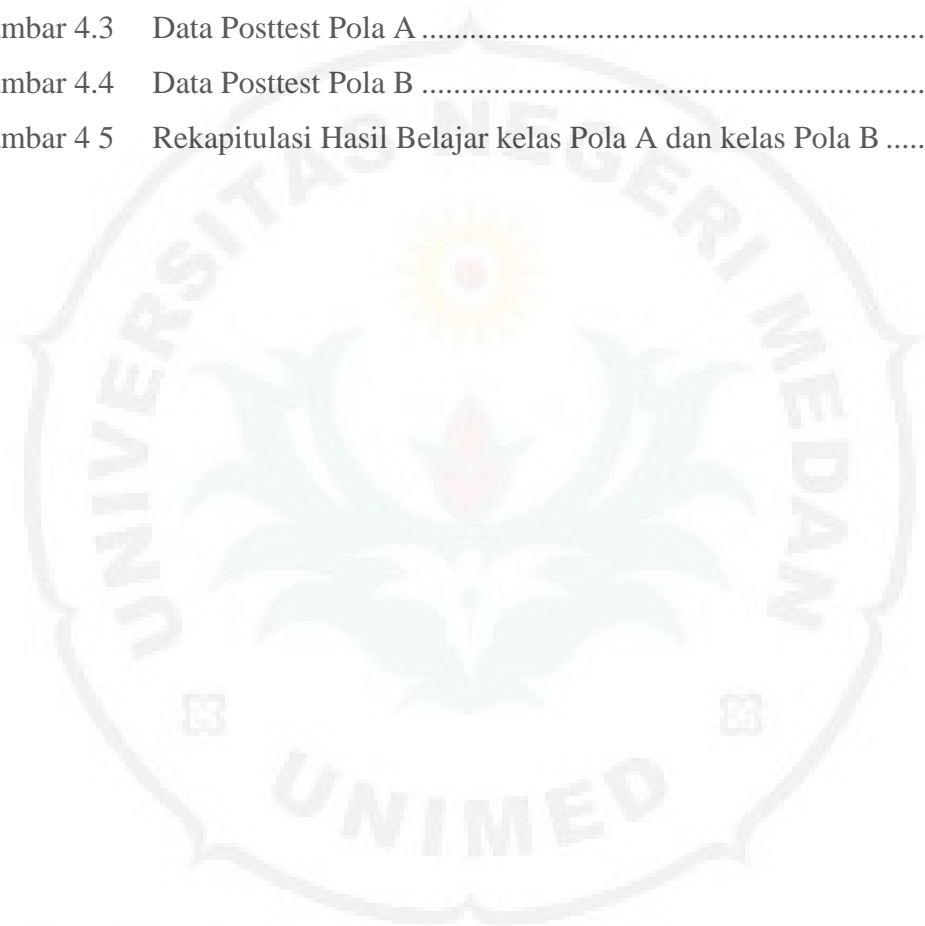 mbar 4.3 Data Posttest Pola A ........................................................................
mbar 4.4 Data Posttest Pola B ........................................................................
mbar 4 5 Rekapitulasi Hasil Belajar kelas Pola A dan kelas Pola B .....
UNIVERSITAS NEGERI MEDAN
UNIMED